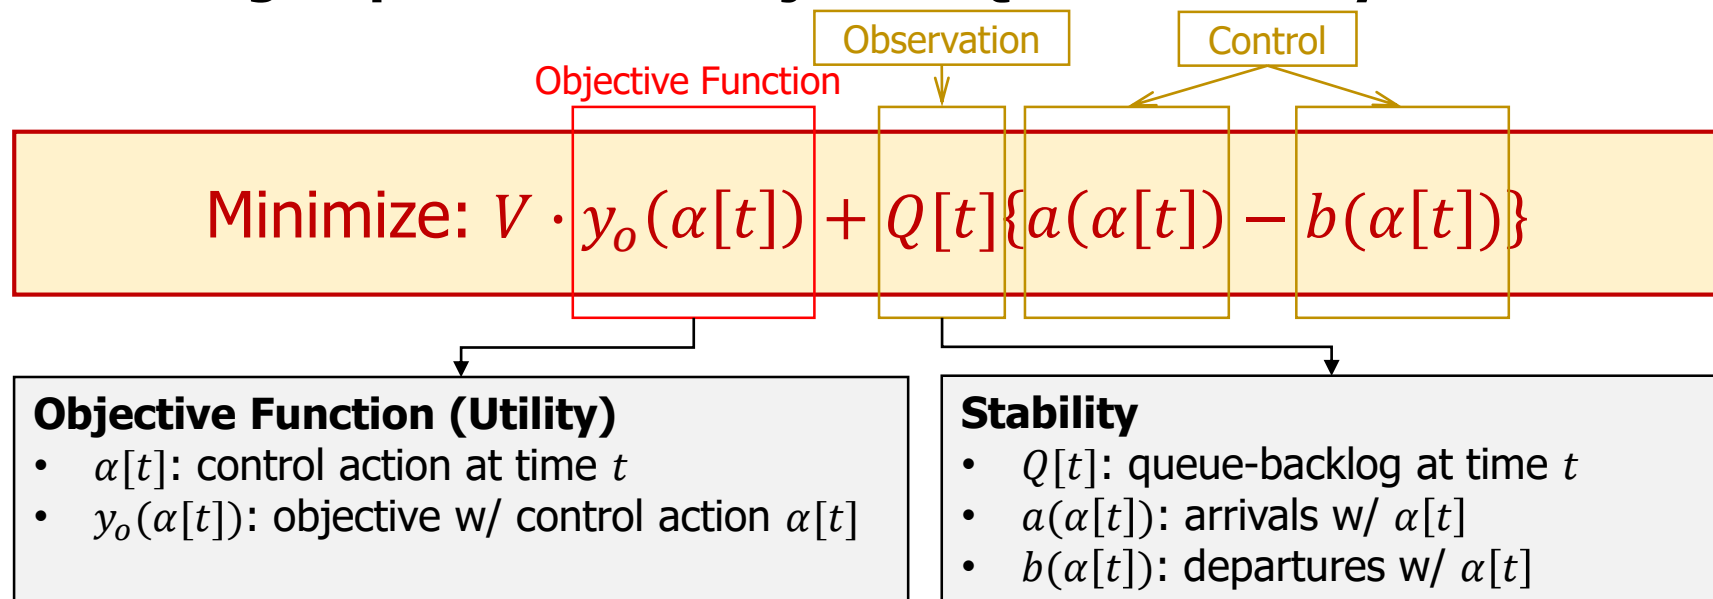 Observation
Control
Objective Function
Minimize: V · y_o(α[t]) + Q[t]{a(α[t]) − b(α[t])}
Objective Function (Utility)
• α[t]: control action at time t
• y_o(α[t]): objective w/ control action α[t]
Stability
• Q[t]: queue-backlog at time t
• a(α[t]): arrivals w/ α[t]
• b(α[t]): departures w/ α[t]